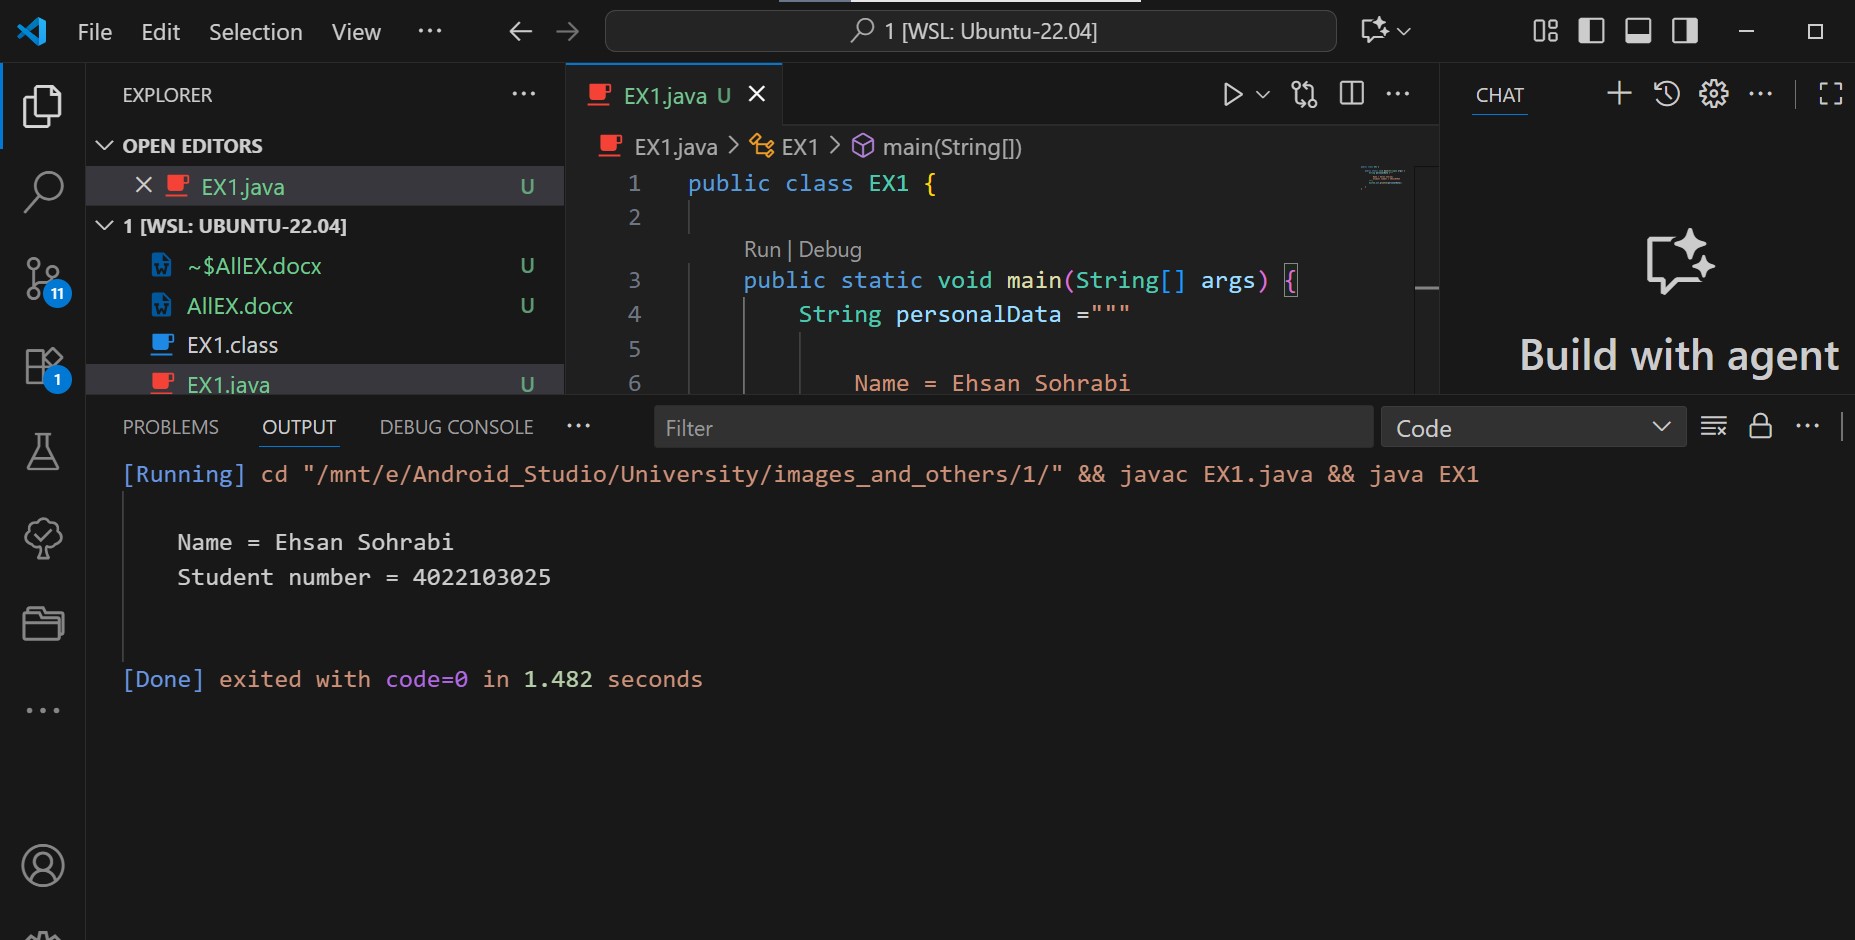 File Edit Selection View ··· 1 [WSL: Ubuntu-22.04]
EXPLORER ···
OPEN EDITORS
EX1.java U
1 [WSL: UBUNTU-22.04]
~$AllEX.docx U
AllEX.docx U
EX1.class
EX1.java U
11
1
EX1.java U
EX1.java > EX1 > main(String[])
1 public class EX1 {
2
Run | Debug
3 public static void main(String[] args) {
4 String personalData ="""
5
6 Name = Ehsan Sohrabi
CHAT
Build with agent
PROBLEMS OUTPUT DEBUG CONSOLE ··· Filter Code
[Running] cd "/mnt/e/Android_Studio/University/images_and_others/1/" && javac EX1.java && java EX1
Name = Ehsan Sohrabi
Student number = 4022103025
[Done] exited with code=0 in 1.482 seconds